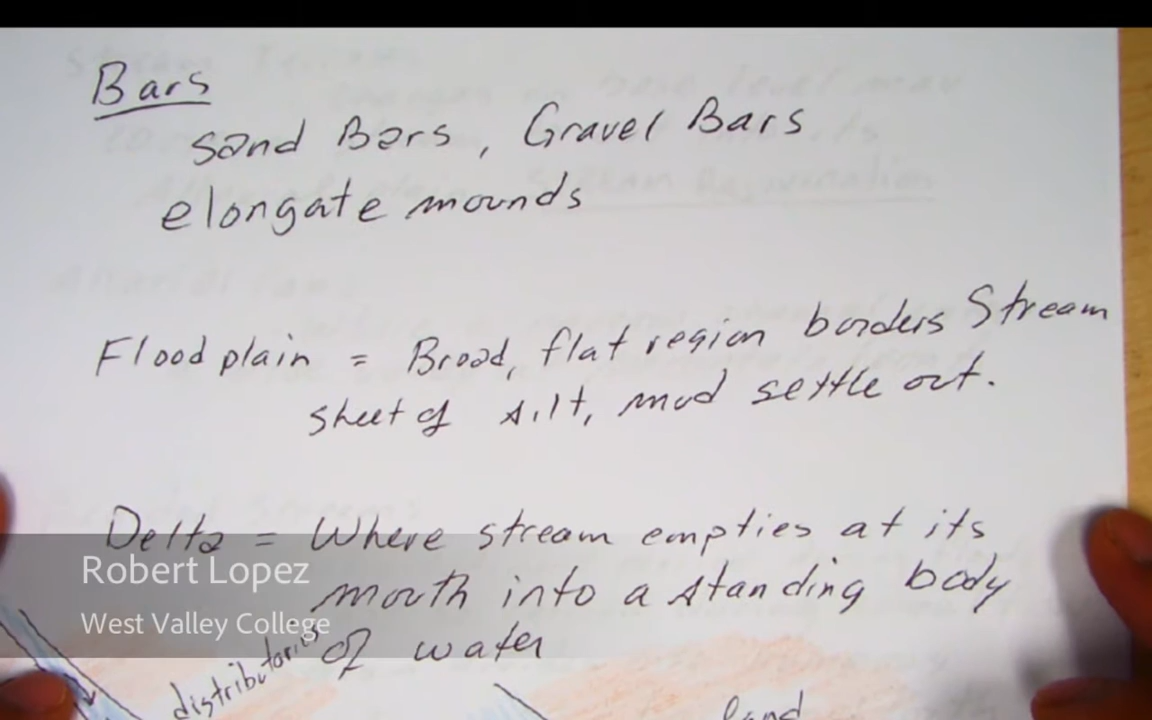 Bars
Sand Bars, Gravel Bars
elongate mounds
Flood plain = Broad, flat region borders Stream
sheet of silt, mud settle out.
Delta = Where stream empties at its
mouth into a standing body
of water
Robert Lopez
West Valley College
distributaries
land